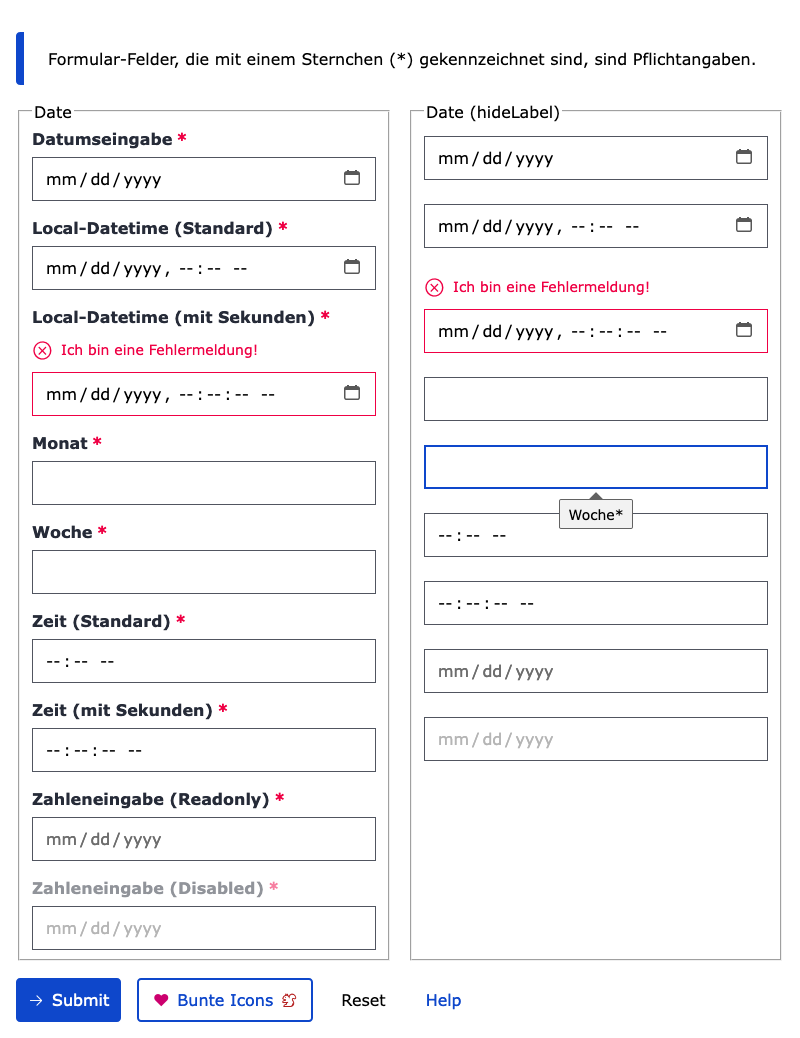 Formular-Felder, die mit einem Sternchen (*) gekennzeichnet sind, sind Pflichtangaben.
Date
Datumseingabe *
mm/dd/yyyy
Local-Datetime (Standard) *
mm/dd/yyyy, --:-- --
Local-Datetime (mit Sekunden) *
Ich bin eine Fehlermeldung!
mm/dd/yyyy, --:--:-- --
Monat *
Woche *
Zeit (Standard) *
--:-- --
Zeit (mit Sekunden) *
--:--:-- --
Zahleneingabe (Readonly) *
mm/dd/yyyy
Zahleneingabe (Disabled) *
mm/dd/yyyy
Date (hideLabel)
mm/dd/yyyy
mm/dd/yyyy, --:-- --
Ich bin eine Fehlermeldung!
mm/dd/yyyy, --:--:-- --
Woche*
--:-- --
--:--:-- --
mm/dd/yyyy
mm/dd/yyyy
Submit
Bunte Icons
Reset
Help